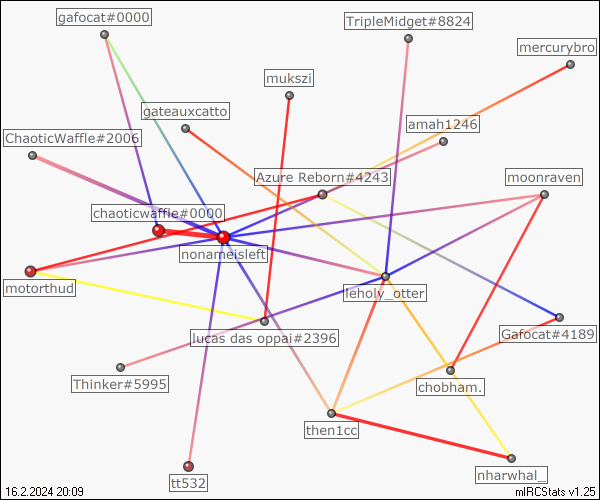 gafocat#0000
TripleMidget#8824
mercurybro
mukszi
gateauxcatto
amah1246
ChaoticWaffle#2006
Azure Reborn#4243
moonraven
chaoticwaffle#0000
nonameisleft
motorthud
leholy_otter
lucas das oppai#2396
Gafocat#4189
Thinker#5995
chobham.
then1cc
nharwhal_
tt532
16.2.2024 20:09
mIRCStats v1.25